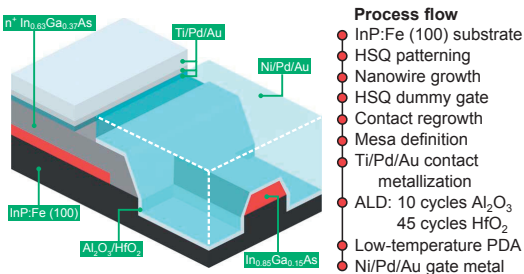 n⁺ In₀.₆₃Ga₀.₃₇As
Ti/Pd/Au
Ni/Pd/Au
InP:Fe (100)
Al₂O₃/HfO₂
In₀.₈₅Ga₀.₁₅As
Process flow
InP:Fe (100) substrate
HSQ patterning
Nanowire growth
HSQ dummy gate
Contact regrowth
Mesa definition
Ti/Pd/Au contact
metallization
ALD: 10 cycles Al₂O₃
45 cycles HfO₂
Low-temperature PDA
Ni/Pd/Au gate metal